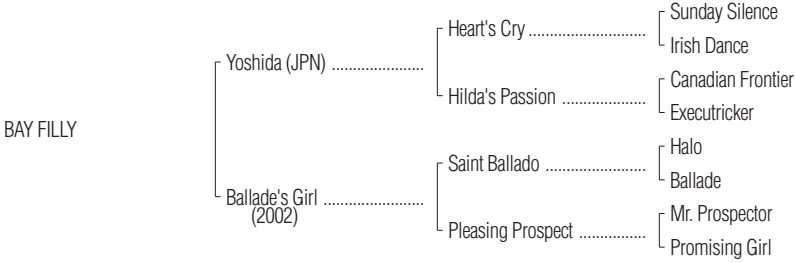 Sunday Silence
Heart's Cry ..........................
Irish Dance
Yoshida (JPN) .....................
Canadian Frontier
Hilda's Passion ...................
Executricker
BAY FILLY
Halo
Saint Ballado .......................
Ballade
Ballade's Girl .......................
(2002)
Mr. Prospector
Pleasing Prospect ...............
Promising Girl